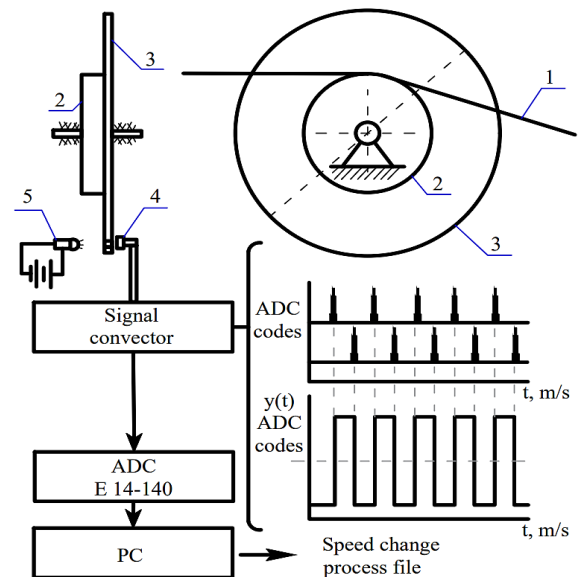 3
2
1
2
3
5
4
Signal
convector
ADC
codes
t, m/s
y(t)
ADC
codes
t, m/s
ADC
E 14-140
PC
Speed change
process file